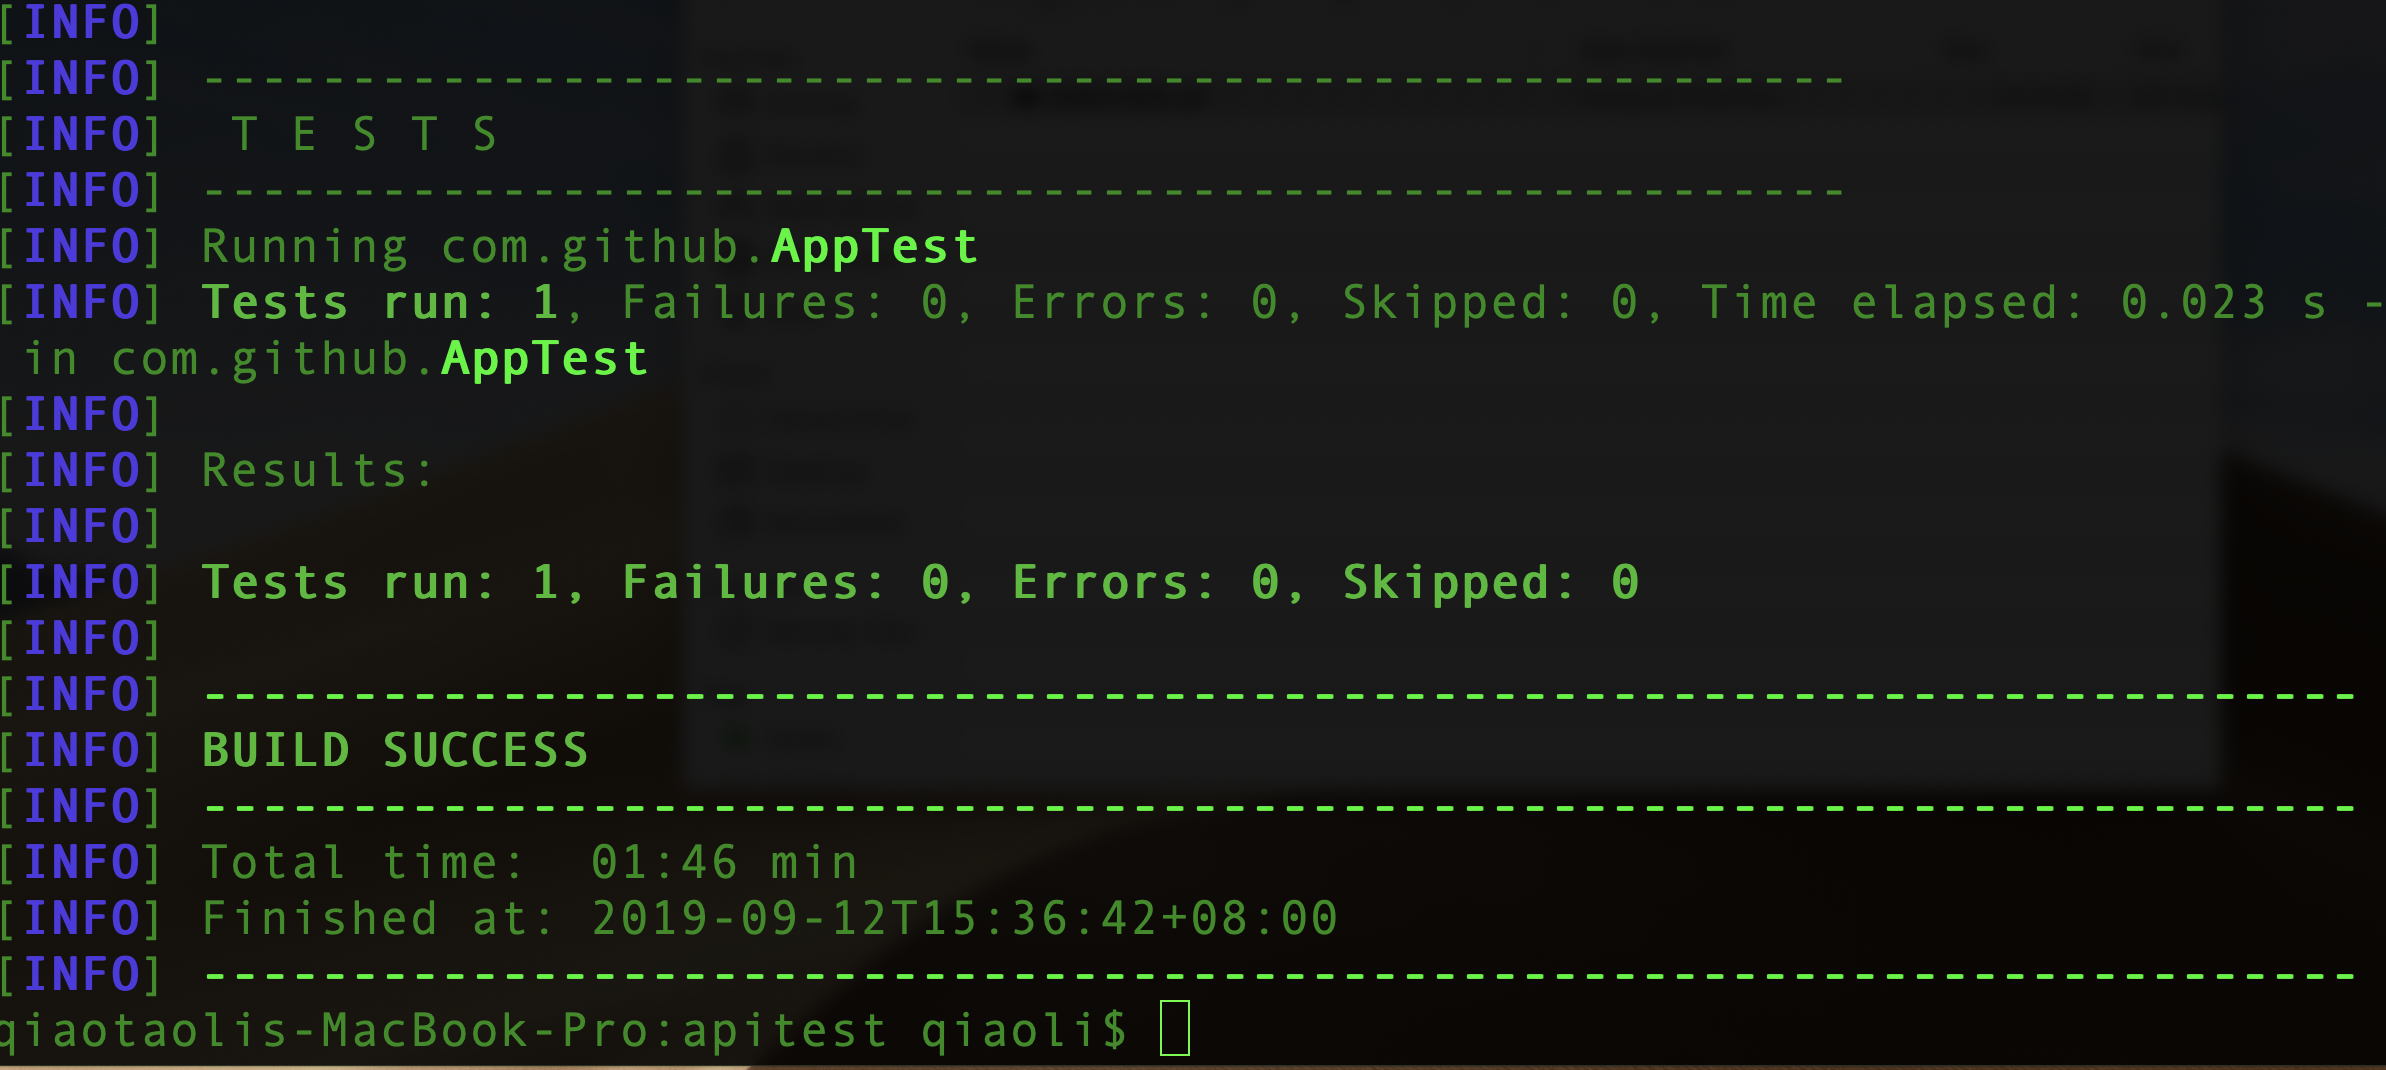 [INFO]
[INFO] -------------------------------------------------------
[INFO]  T E S T S
[INFO] -------------------------------------------------------
[INFO] Running com.github.AppTest
[INFO] Tests run: 1, Failures: 0, Errors: 0, Skipped: 0, Time elapsed: 0.023 s -
 in com.github.AppTest
[INFO]
[INFO] Results:
[INFO]
[INFO] Tests run: 1, Failures: 0, Errors: 0, Skipped: 0
[INFO]
[INFO] ------------------------------------------------------------------------
[INFO] BUILD SUCCESS
[INFO] ------------------------------------------------------------------------
[INFO] Total time:  01:46 min
[INFO] Finished at: 2019-09-12T15:36:42+08:00
[INFO] ------------------------------------------------------------------------
qiaotaolis-MacBook-Pro:apitest qiaoli$